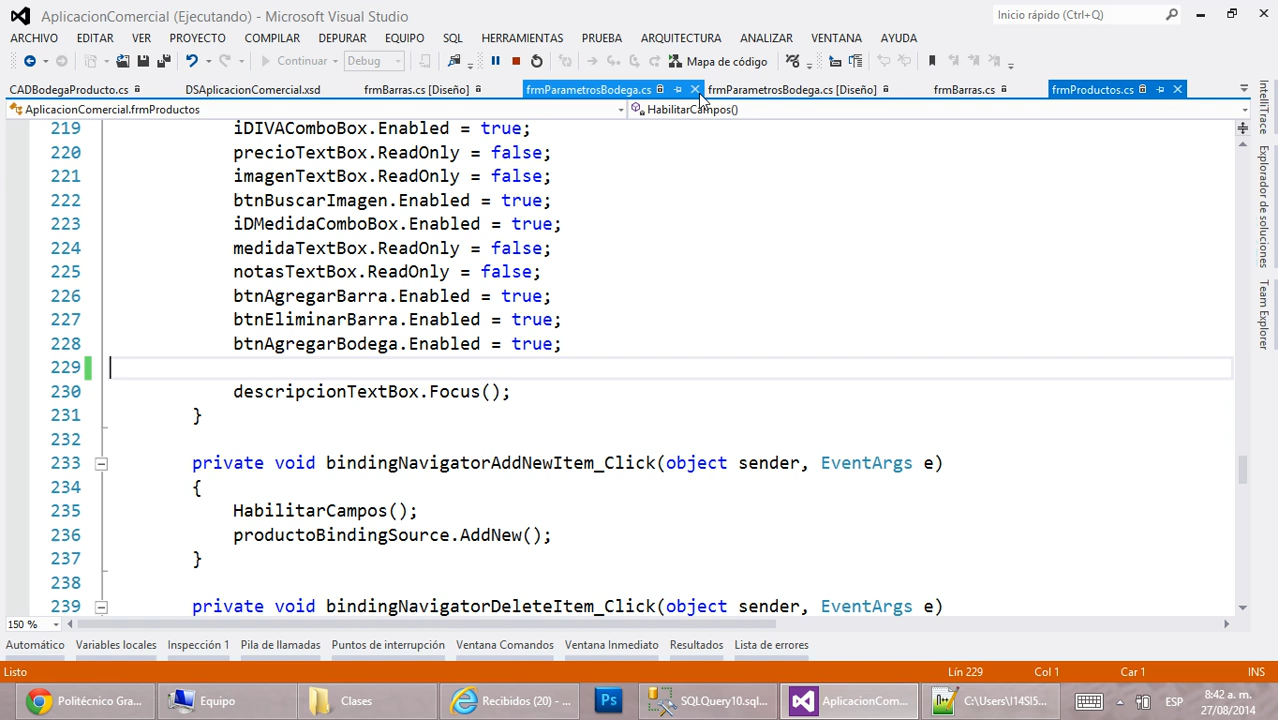 AplicacionComercial (Ejecutando) - Microsoft Visual Studio
Inicio rápido (Ctrl+Q)
ARCHIVO EDITAR VER PROYECTO COMPILAR DEPURAR EQUIPO SQL HERRAMIENTAS PRUEBA ARQUITECTURA ANALIZAR VENTANA AYUDA
Continuar Debug Mapa de código
CADBodegaProducto.cs DSAplicacionComercial.xsd frmBarras.cs [Diseño] frmParametrosBodega.cs frmParametrosBodega.cs [Diseño] frmBarras.cs frmProductos.cs
AplicacionComercial.frmProductos HabilitarCampos()
219 iDIVAComboBox.Enabled = true;
220 precioTextBox.ReadOnly = false;
221 imagenTextBox.ReadOnly = false;
222 btnBuscarImagen.Enabled = true;
223 iDMedidaComboBox.Enabled = true;
224 medidaTextBox.ReadOnly = false;
225 notasTextBox.ReadOnly = false;
226 btnAgregarBarra.Enabled = true;
227 btnEliminarBarra.Enabled = true;
228 btnAgregarBodega.Enabled = true;
229
230 descripcionTextBox.Focus();
231 }
232
233 private void bindingNavigatorAddNewItem_Click(object sender, EventArgs e)
234 {
235 HabilitarCampos();
236 productoBindingSource.AddNew();
237 }
238
239 private void bindingNavigatorDeleteItem_Click(object sender, EventArgs e)
IntelliTrace
Explorador de soluciones
Team Explorer
150 %
Automático Variables locales Inspección 1 Pila de llamadas Puntos de interrupción Ventana Comandos Ventana Inmediato Resultados Lista de errores
Listo Lín 229 Col 1 Car 1 INS
Politécnico Gra... Equipo Clases Recibidos (20) - ... Ps SQLQuery10.sql... AplicacionCom... C:\Users\I14SI5... ESP
8:42 a. m.
27/08/2014